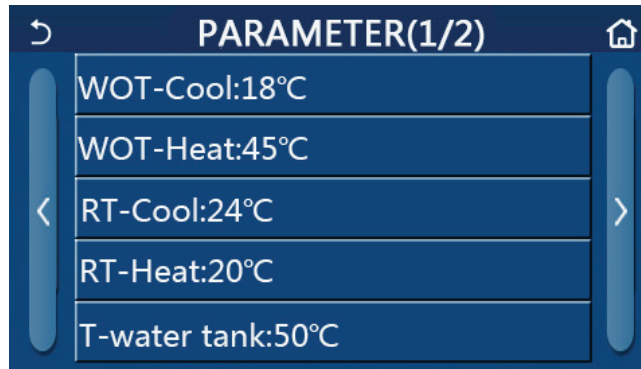 PARAMETER(1/2)
WOT-Cool:18℃
WOT-Heat:45℃
RT-Cool:24℃
RT-Heat:20℃
T-water tank:50℃